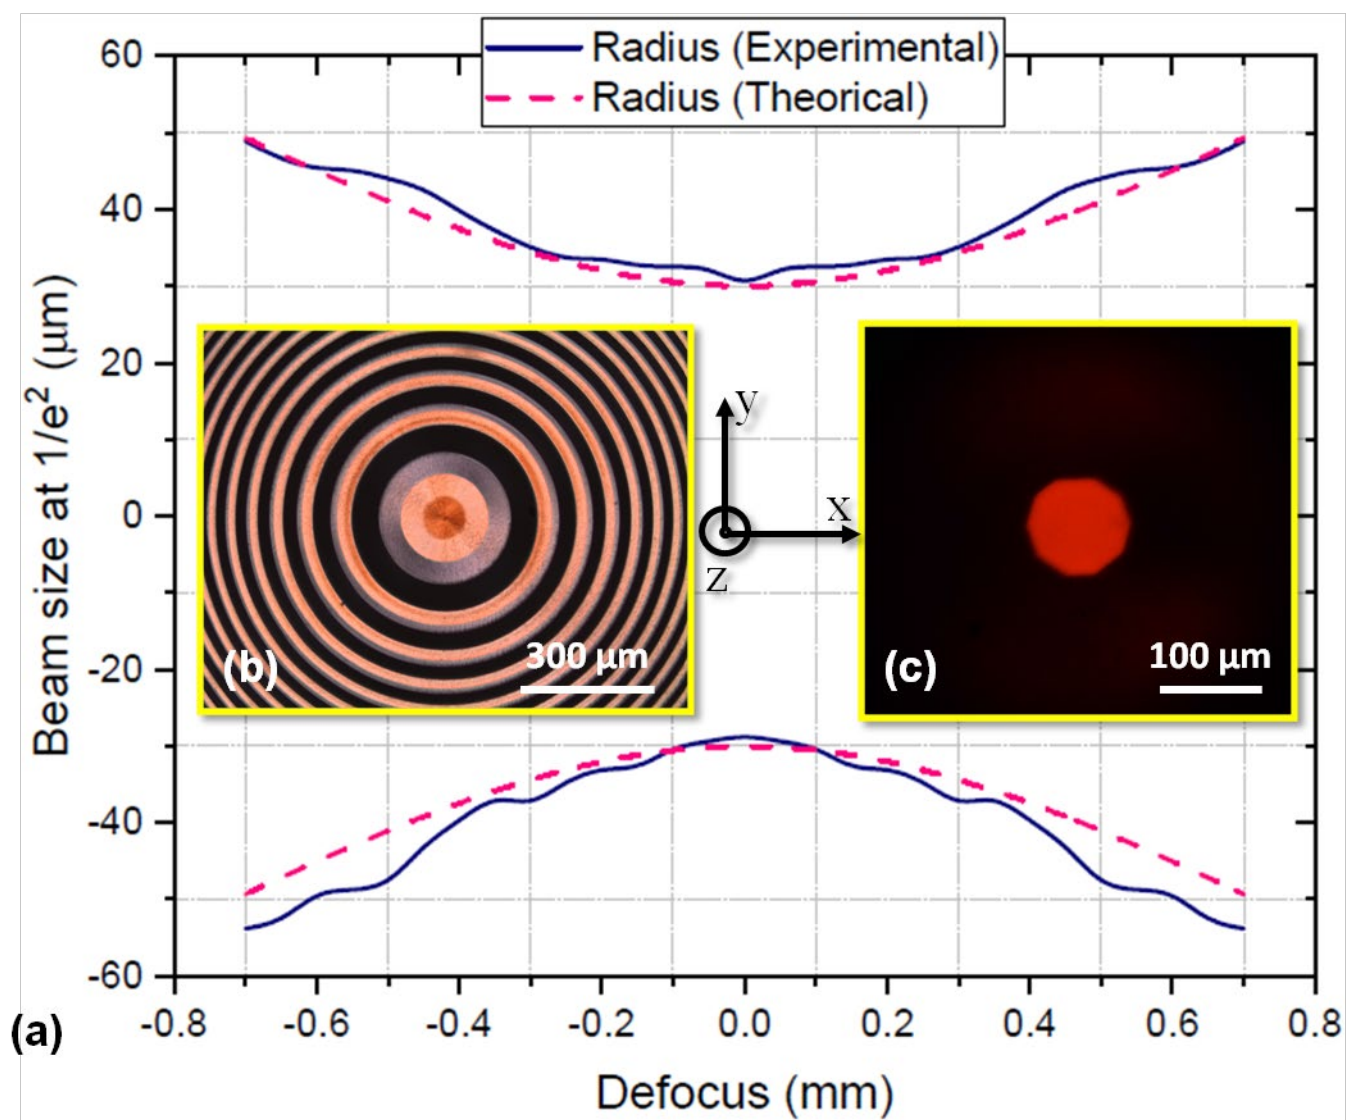 Radius (Experimental)
Radius (Theorical)
60
40
20
0
-20
-40
-60
Beam size at 1/e² (μm)
y
x
z
(b)
300 μm
(c)
100 μm
-0.8 -0.6 -0.4 -0.2 0.0 0.2 0.4 0.6 0.8
(a)
Defocus (mm)